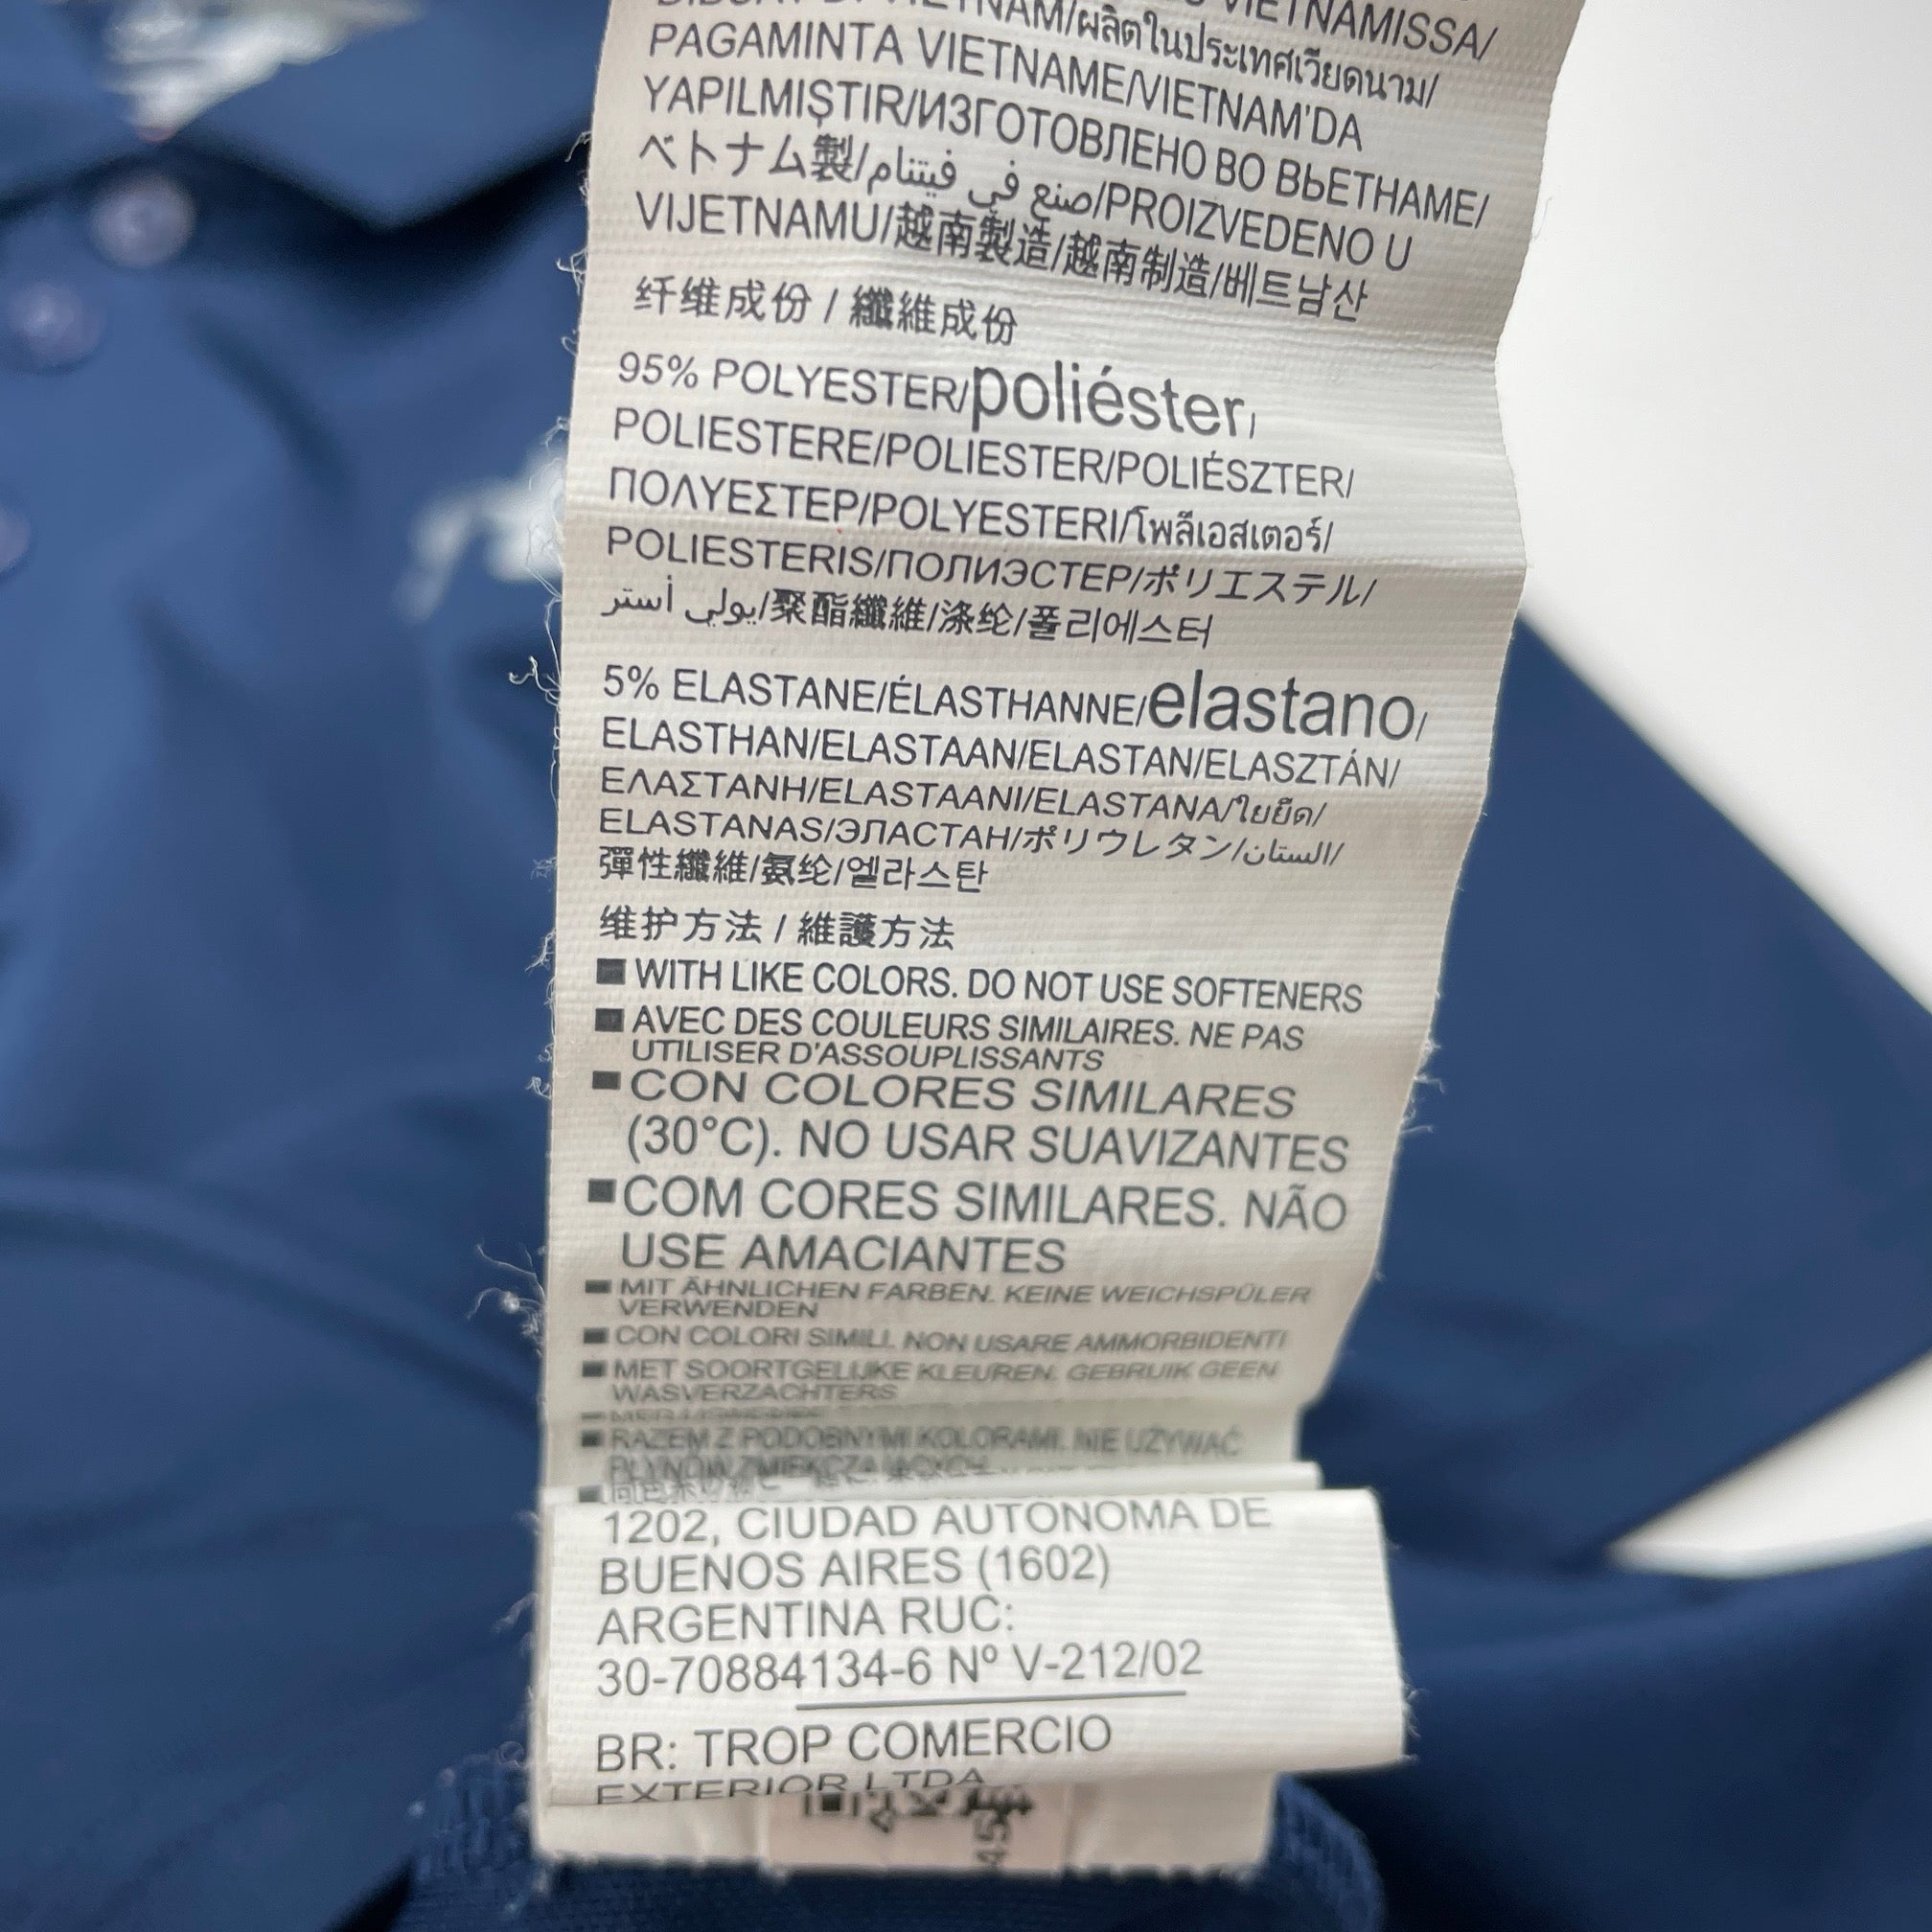 VIETNAMISSA/
VIETNAM/ผลิตในประเทศเวียดนาม/
PAGAMINTA VIETNAME/VIETNAM'DA
YAPILMIŞTIR/ИЗГОТОВЛЕНО ВО ВЬЕТНАМЕ/
ベトナム製/صنع في فيتنام/PROIZVEDENO U
VIJETNAMU/越南製造/越南制造/베트남산
纤维成份 / 纖維成份
95% POLYESTER/poliéster/
POLIESTERE/POLIESTER/POLIÉSZTER/
ΠΟΛΥΕΣΤΕΡ/POLYESTERI/โพลีเอสเตอร์/
POLIESTERIS/ПОЛИЭСТЕР/ポリエステル/
بولي أستر/聚酯纖維/涤纶/폴리에스터
5% ELASTANE/ÉLASTHANNE/elastano/
ELASTHAN/ELASTAAN/ELASTAN/ELASZTÁN/
ΕΛΑΣΤΑΝΗ/ELASTAANI/ELASTANA/ใยยืด/
ELASTANAS/ЭЛАСТАН/ポリウレタン/الستان/
彈性纖維/氨纶/엘라스탄
维护方法 / 維護方法
■ WITH LIKE COLORS. DO NOT USE SOFTENERS
■ AVEC DES COULEURS SIMILAIRES. NE PAS
UTILISER D'ASSOUPLISSANTS
■ CON COLORES SIMILARES
(30°C). NO USAR SUAVIZANTES
■ COM CORES SIMILARES. NÃO
USE AMACIANTES
■ MIT ÄHNLICHEN FARBEN. KEINE WEICHSPÜLER
VERWENDEN
■ CON COLORI SIMILI. NON USARE AMMORBIDENTI
■ MET SOORTGELIJKE KLEUREN. GEBRUIK GEEN
WASVERZACHTERS
■ RAZEM Z PODOBNYMI KOLORAMI. NIE UŻYWAĆ
PŁYNÓW ZMIĘKCZAJĄCYCH
1202, CIUDAD AUTONOMA DE
BUENOS AIRES (1602)
ARGENTINA RUC:
30-70884134-6 Nº V-212/02
BR: TROP COMERCIO
EXTERIOR LTDA